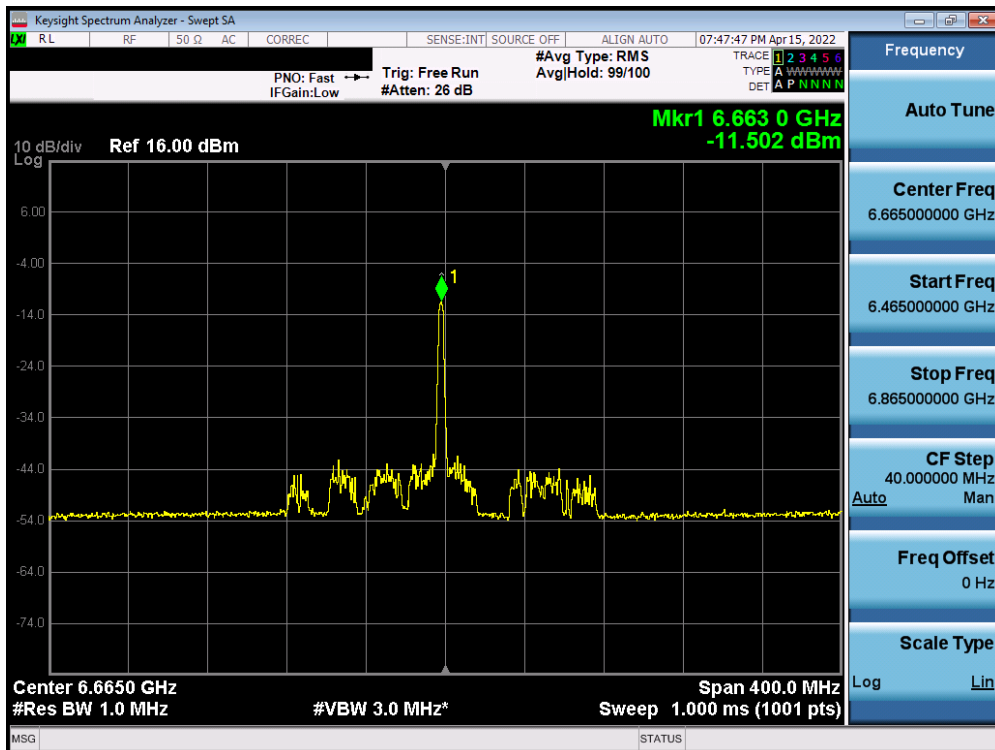 Keysight Spectrum Analyzer - Swept SA
LXI RL RF 50 Ω AC CORREC SENSE:INT SOURCE OFF ALIGN AUTO 07:47:47 PM Apr 15, 2022
Frequency
#Avg Type: RMS
TRACE 1 2 3 4 5 6
PNO: Fast
Trig: Free Run
Avg|Hold: 99/100
TYPE A WWWWW
IFGain:Low
#Atten: 26 dB
DET A P N N N N
Auto Tune
Mkr1 6.663 0 GHz
-11.502 dBm
10 dB/div
Ref 16.00 dBm
Log
6.00
-4.00
-14.0
-24.0
-34.0
-44.0
-54.0
-64.0
-74.0
1
Center Freq
6.665000000 GHz
Start Freq
6.465000000 GHz
Stop Freq
6.865000000 GHz
CF Step
40.000000 MHz
Auto Man
Freq Offset
0 Hz
Scale Type
Log Lin
Center 6.6650 GHz
Span 400.0 MHz
#Res BW 1.0 MHz
#VBW 3.0 MHz*
Sweep 1.000 ms (1001 pts)
MSG
STATUS